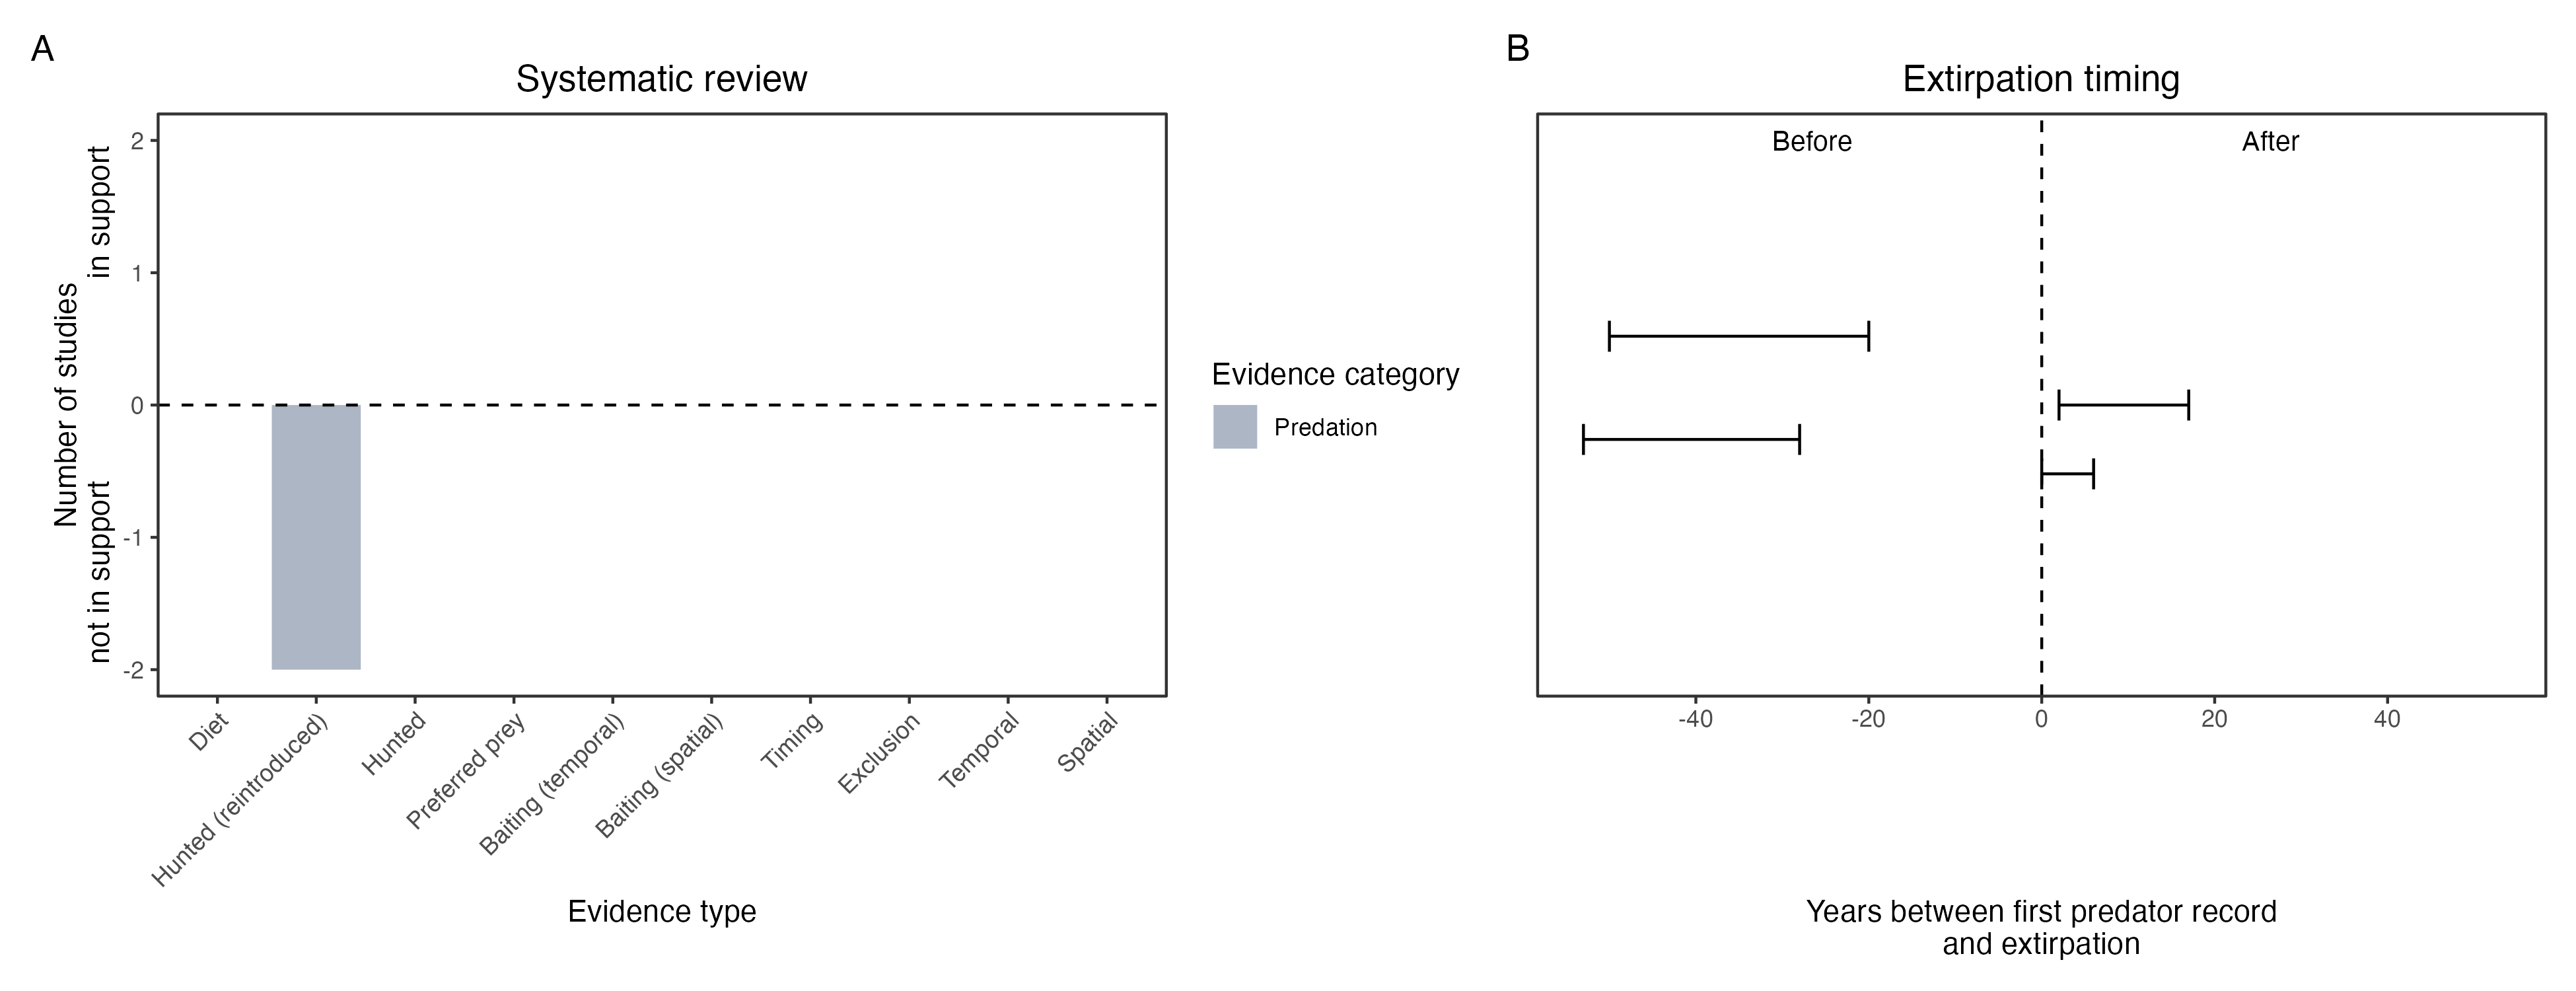 A
Systematic review
Number of studies
not in support
in support
2
1
0
-1
-2
Diet
Hunted (reintroduced)
Hunted
Preferred prey
Baiting (temporal)
Baiting (spatial)
Timing
Exclusion
Temporal
Spatial
Evidence type
Evidence category
Predation
B
Extirpation timing
Before
After
-40
-20
0
20
40
Years between first predator record
and extirpation